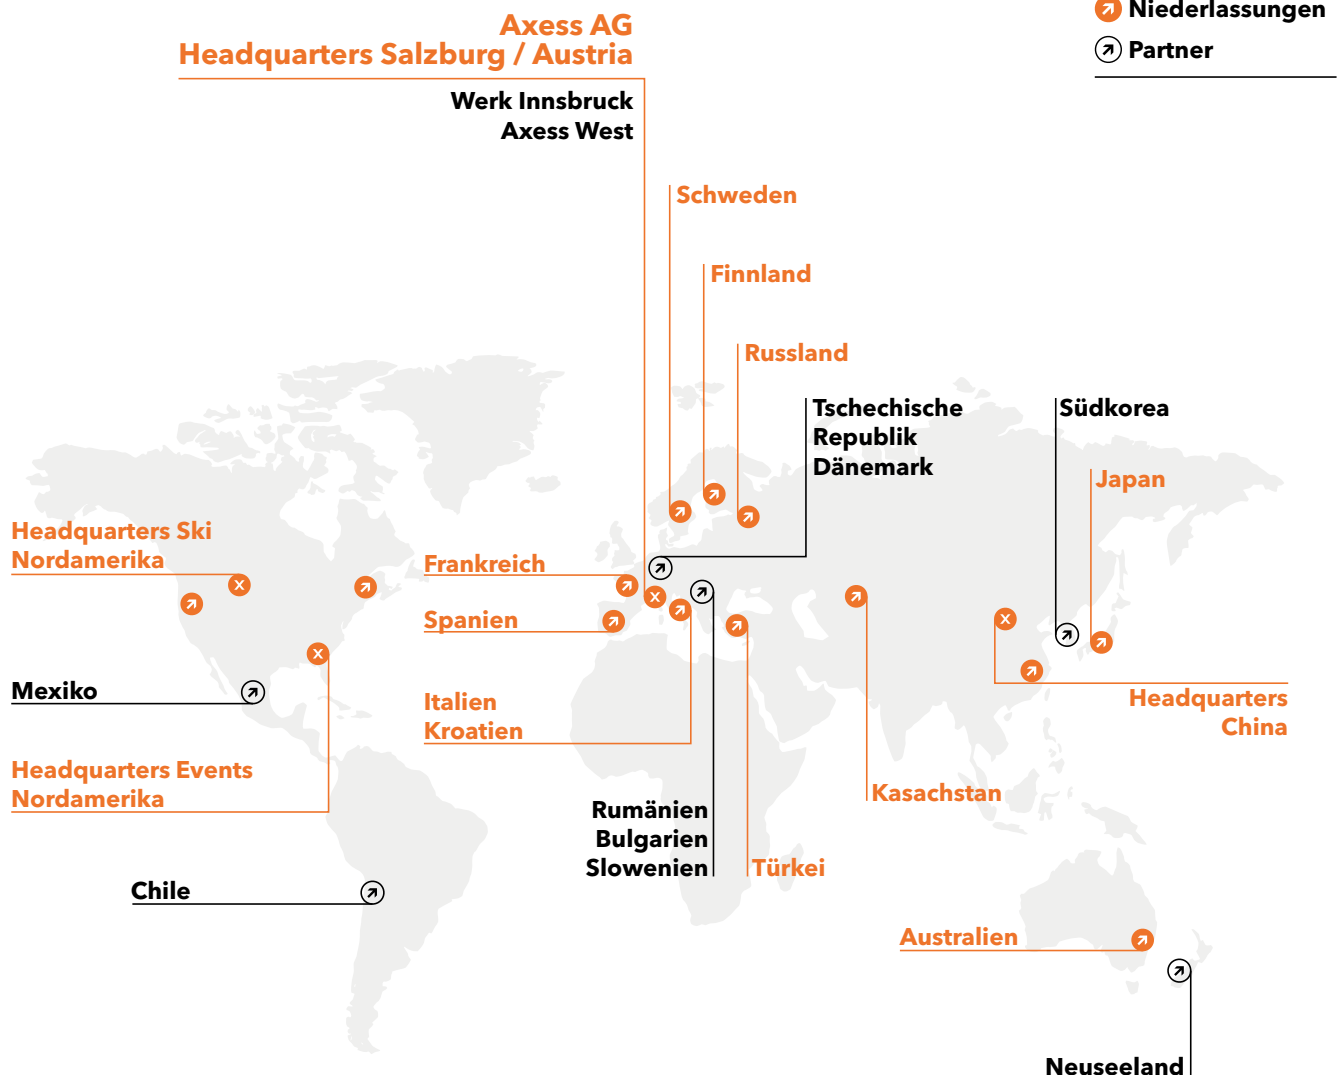 Niederlassungen
Partner
Axess AG
Headquarters Salzburg / Austria
Werk Innsbruck
Axess West
Schweden
Finnland
Russland
Tschechische
Republik
Dänemark
Südkorea
Japan
Headquarters Ski
Nordamerika
Frankreich
Spanien
Mexiko
Italien
Kroatien
Headquarters
China
Headquarters Events
Nordamerika
Kasachstan
Rumänien
Bulgarien
Slowenien
Türkei
Chile
Australien
Neuseeland